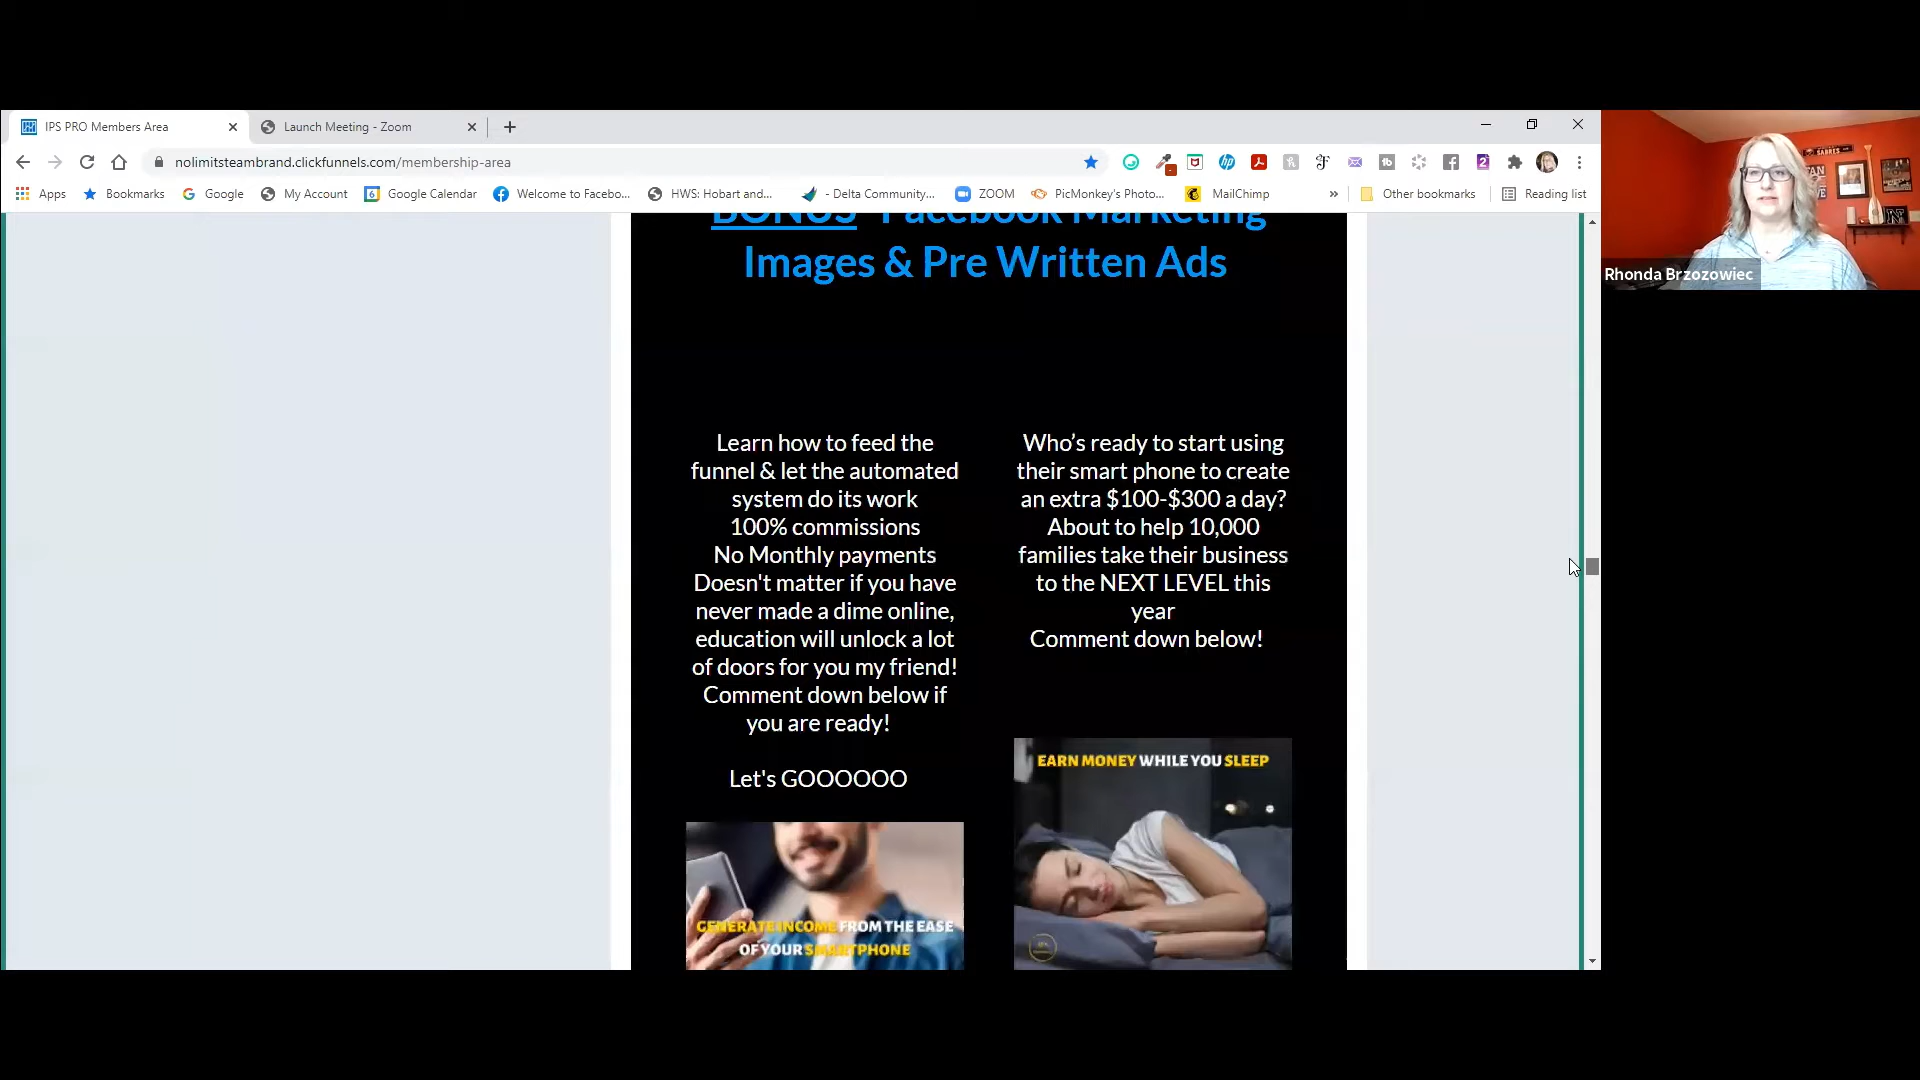 IPS PRO Members Area
Launch Meeting - Zoom
nolimitsteambrand.clickfunnels.com/membership-area
Apps
Bookmarks
Google
My Account
Google Calendar
Welcome to Facebo...
HWS: Hobart and...
- Delta Community...
ZOOM
PicMonkey's Photo...
MailChimp
»
Other bookmarks
Reading list
Rhonda Brzozowiec
BONUS Facebook Marketing
Images & Pre Written Ads
Learn how to feed the
funnel & let the automated
system do its work
100% commissions
No Monthly payments
Doesn't matter if you have
never made a dime online,
education will unlock a lot
of doors for you my friend!
Comment down below if
you are ready!
Let's GOOOOOO
GENERATE INCOME FROM THE EASE
OF YOUR SMARTPHONE
Who’s ready to start using
their smart phone to create
an extra $100-$300 a day?
About to help 10,000
families take their business
to the NEXT LEVEL this
year
Comment down below!
EARN MONEY WHILE YOU SLEEP